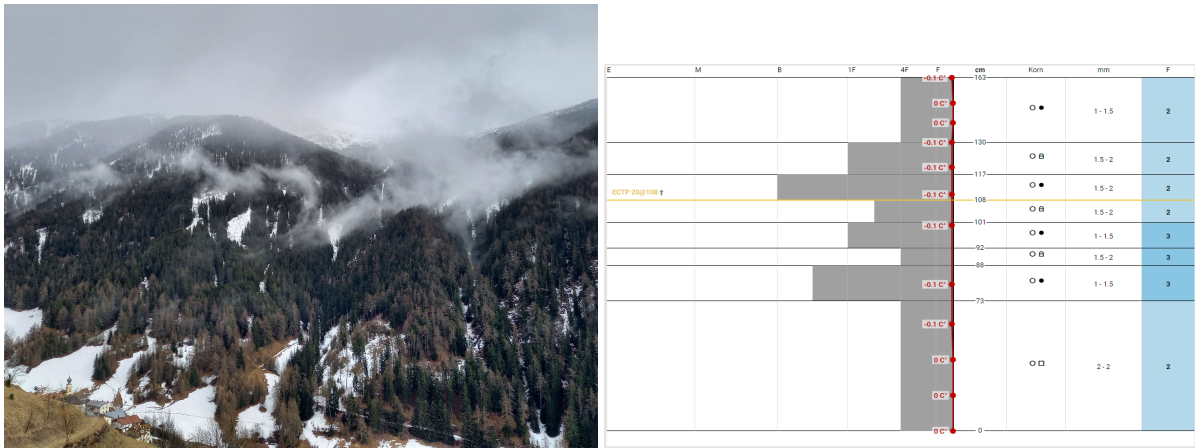 E M B 1F 4F F cm Korn mm F
-0.1 C° 163
0 C° 1 - 1.5 2
0 C°
-0.1 C° 130
-0.1 C° 1.5 - 2 2
117
-0.1 C° 1.5 - 2 2
ECTP 20@108
108
1.5 - 2 2
-0.1 C° 101
1 - 1.5 3
92
1.5 - 2 3
88
-0.1 C° 1 - 1.5 3
73
-0.1 C°
0 C° 2 - 2 2
0 C°
0 C° 0